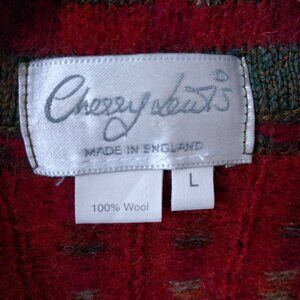 Cherry Lewis
MADE IN ENGLAND
100% Wool
L